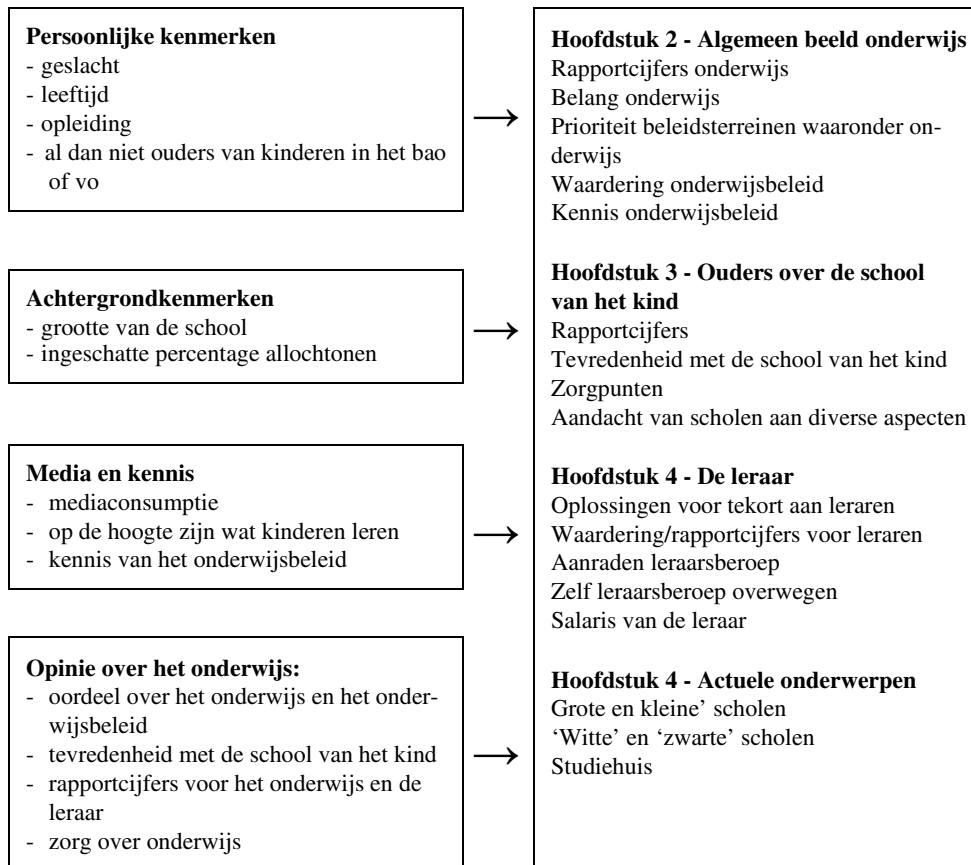 Persoonlijke kenmerken
- geslacht
- leeftijd
- opleiding
- al dan niet ouders van kinderen in het bao
of vo
Achtergrondkenmerken
- grootte van de school
- ingeschatte percentage allochtonen
Media en kennis
- mediaconsumptie
- op de hoogte zijn wat kinderen leren
- kennis van het onderwijsbeleid
Opinie over het onderwijs:
- oordeel over het onderwijs en het onder-
wijsbeleid
- tevredenheid met de school van het kind
- rapportcijfers voor het onderwijs en de
leraar
- zorg over onderwijs
Hoofdstuk 2 - Algemeen beeld onderwijs
Rapportcijfers onderwijs
Belang onderwijs
Prioriteit beleidsterreinen waaronder on-
derwijs
Waardering onderwijsbeleid
Kennis onderwijsbeleid
Hoofdstuk 3 - Ouders over de school
van het kind
Rapportcijfers
Tevredenheid met de school van het kind
Zorgpunten
Aandacht van scholen aan diverse aspecten
Hoofdstuk 4 - De leraar
Oplossingen voor tekort aan leraren
Waardering/rapportcijfers voor leraren
Aanraden leraarsberoep
Zelf leraarsberoep overwegen
Salaris van de leraar
Hoofdstuk 4 - Actuele onderwerpen
Grote en kleine’ scholen
‘Witte’ en ‘zwarte’ scholen
Studiehuis